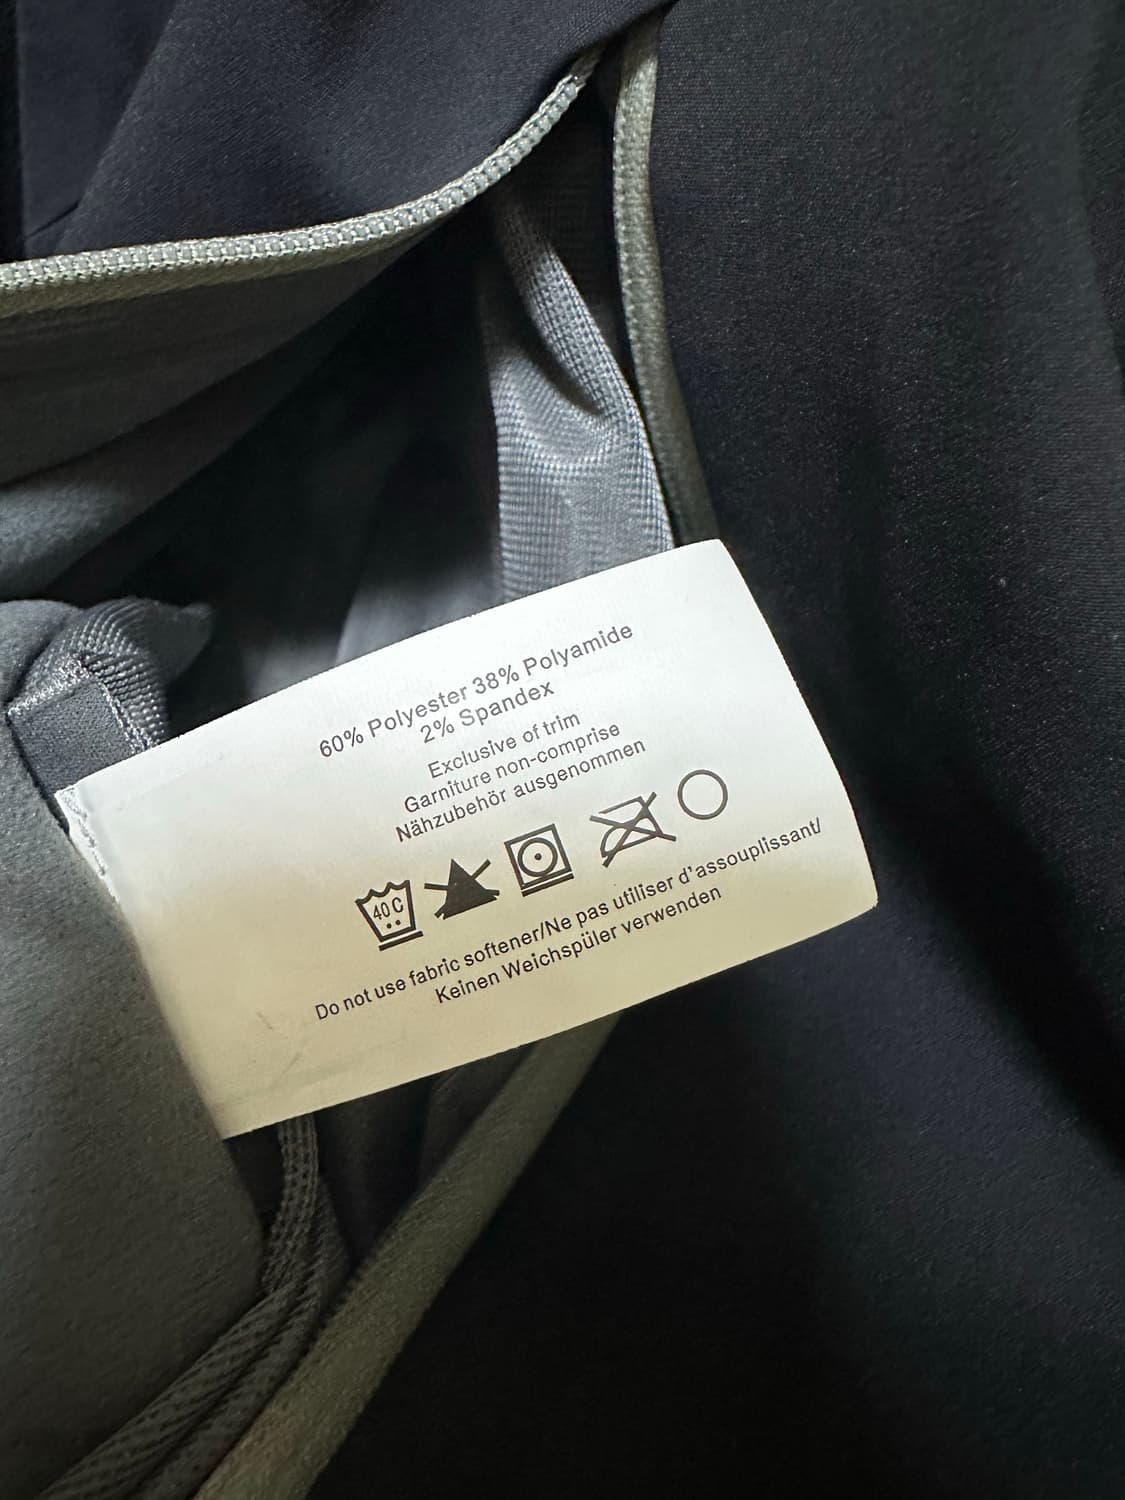 60% Polyester 38% Polyamide
2% Spandex
Exclusive of trim
Garniture non-comprise
Nähzubehör ausgenommen
40C
Do not use fabric softener/Ne pas utiliser d'assouplissant/
Keinen Weichspüler verwenden